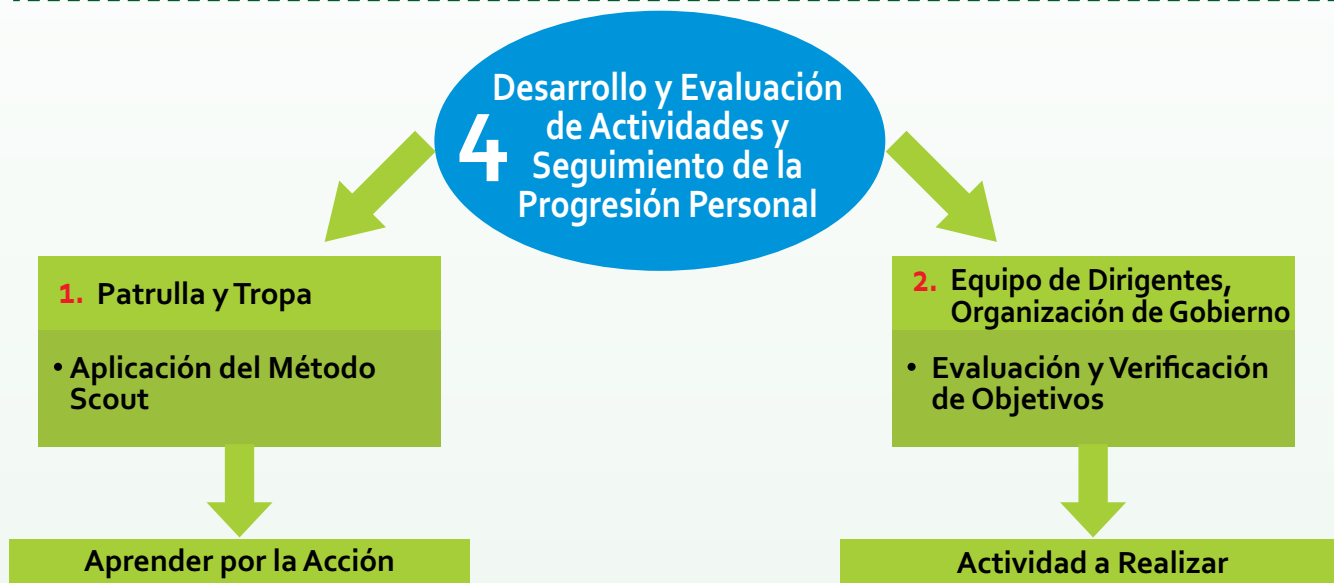 4
Desarrollo y Evaluación
de Actividades y
Seguimiento de la
Progresión Personal
1. Patrulla y Tropa
• Aplicación del Método
Scout
Aprender por la Acción
2. Equipo de Dirigentes,
Organización de Gobierno
• Evaluación y Verificación
de Objetivos
Actividad a Realizar